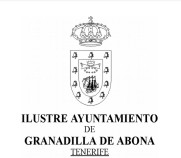 ILUSTRE AYUNTAMIENTO
DE
GRANADILLA DE ABONA
TENERIFE